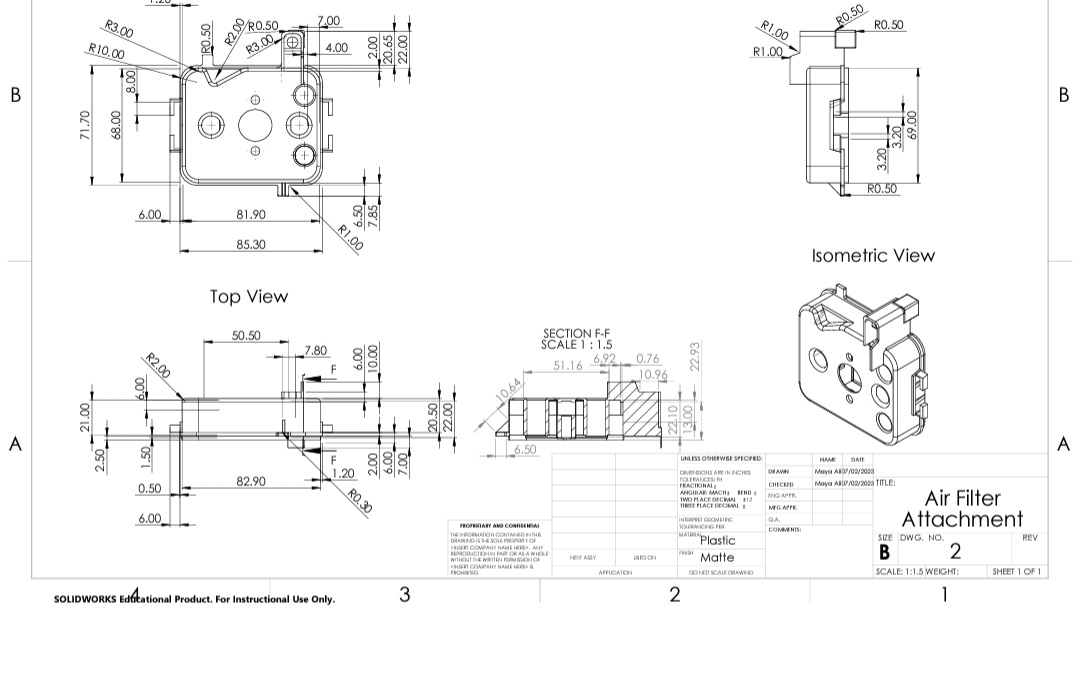 1.20
R3.00
R10.00
R0.50
R2.00
R0.50
R3.00
7.00
4.00
2.00
20.65
22.00
8.00
71.70
68.00
6.00
81.90
85.30
6.50
7.85
R1.00
B
R1.00
R0.50
R0.50
R1.00
3.20
3.20
69.00
R0.50
B
Isometric View
Top View
50.50
7.80
6.00
10.00
F
R2.00
6.00
21.00
2.50
1.50
0.50
6.00
82.90
F
1.20
R0.30
2.00
6.00
7.00
20.50
22.00
SECTION F-F
SCALE 1 : 1.5
51.16
6.92
0.76
10.96
22.93
10.64
6.50
22.10
13.00
A
A
UNLESS OTHERWISE SPECIFIED:
DIMENSIONS ARE IN INCHES
TOLERANCES:
FRACTIONAL ±
ANGULAR: MACH ± BEND ±
TWO PLACE DECIMAL
THREE PLACE DECIMAL ±
INTERPRET GEOMETRIC
TOLERANCING PER:
MATERIAL
Plastic
FINISH
Matte
DO NOT SCALE DRAWING
NAME DATE
DRAWN
CHECKED
ENG APPR.
MFG APPR.
Q.A.
COMMENTS:
TITLE:
Air Filter
Attachment
SIZE DWG. NO. REV
B 2
SCALE: 1:1.5 WEIGHT: SHEET 1 OF 1
PROPRIETARY AND CONFIDENTIAL
THE INFORMATION CONTAINED IN THIS
DRAWING IS THE SOLE PROPERTY OF
<INSERT COMPANY NAME HERE>. ANY
REPRODUCTION IN PART OR AS A WHOLE
WITHOUT THE WRITTEN PERMISSION OF
<INSERT COMPANY NAME HERE> IS
PROHIBITED.
NEXT ASSY USED ON
APPLICATION
SOLIDWORKS Educational Product. For Instructional Use Only.
4 3 2 1